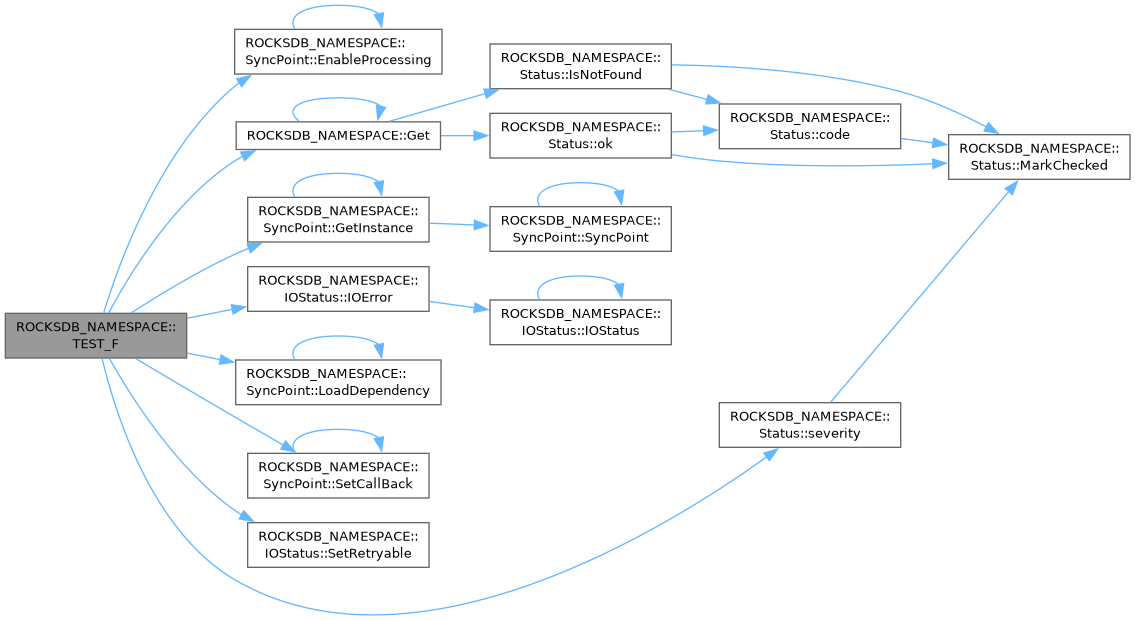 ROCKSDB_NAMESPACE::
SyncPoint::EnableProcessing
ROCKSDB_NAMESPACE::
Status::IsNotFound
ROCKSDB_NAMESPACE::Get
ROCKSDB_NAMESPACE::
Status::ok
ROCKSDB_NAMESPACE::
Status::code
ROCKSDB_NAMESPACE::
Status::MarkChecked
ROCKSDB_NAMESPACE::
SyncPoint::GetInstance
ROCKSDB_NAMESPACE::
SyncPoint::SyncPoint
ROCKSDB_NAMESPACE::
IOStatus::IOError
ROCKSDB_NAMESPACE::
IOStatus::IOStatus
ROCKSDB_NAMESPACE::
TEST_F
ROCKSDB_NAMESPACE::
SyncPoint::LoadDependency
ROCKSDB_NAMESPACE::
Status::severity
ROCKSDB_NAMESPACE::
SyncPoint::SetCallBack
ROCKSDB_NAMESPACE::
IOStatus::SetRetryable